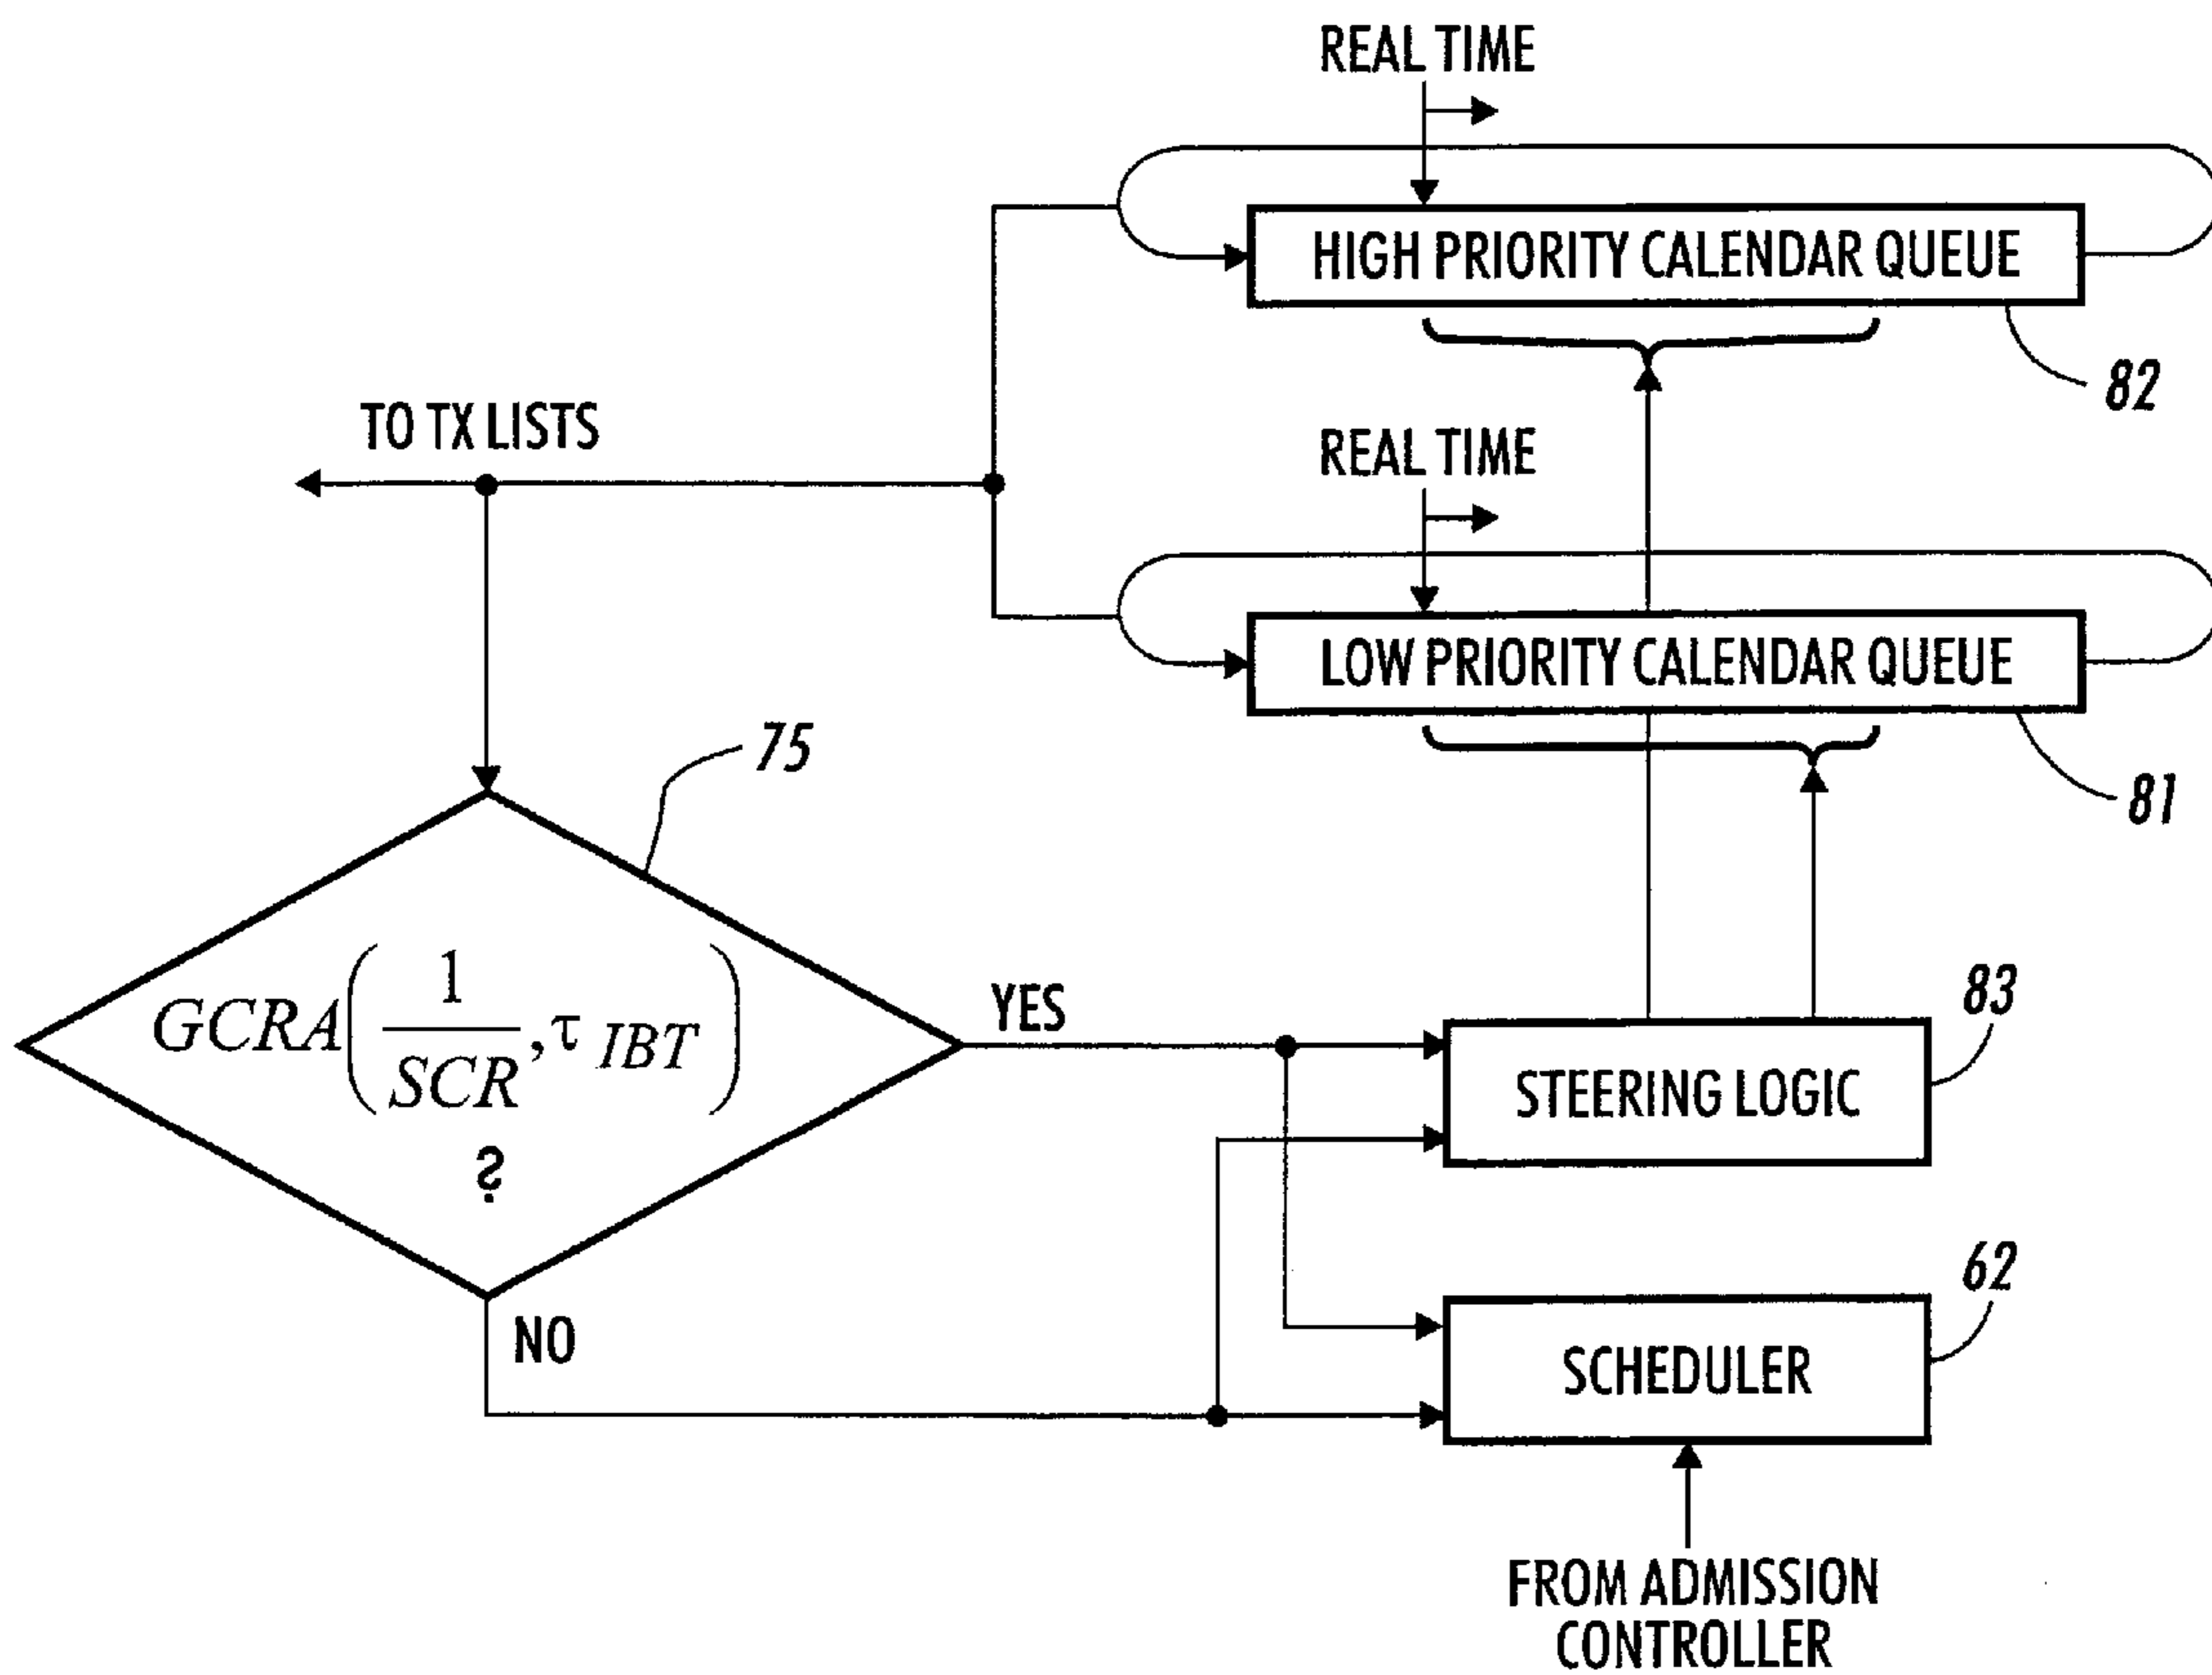 REAL TIME
HIGH PRIORITY CALENDAR QUEUE
82
TO TX LISTS
REAL TIME
LOW PRIORITY CALENDAR QUEUE
81
75
GCRA(1/SCR, τ IBT)
?
YES
83
STEERING LOGIC
62
NO
SCHEDULER
FROM ADMISSION
CONTROLLER